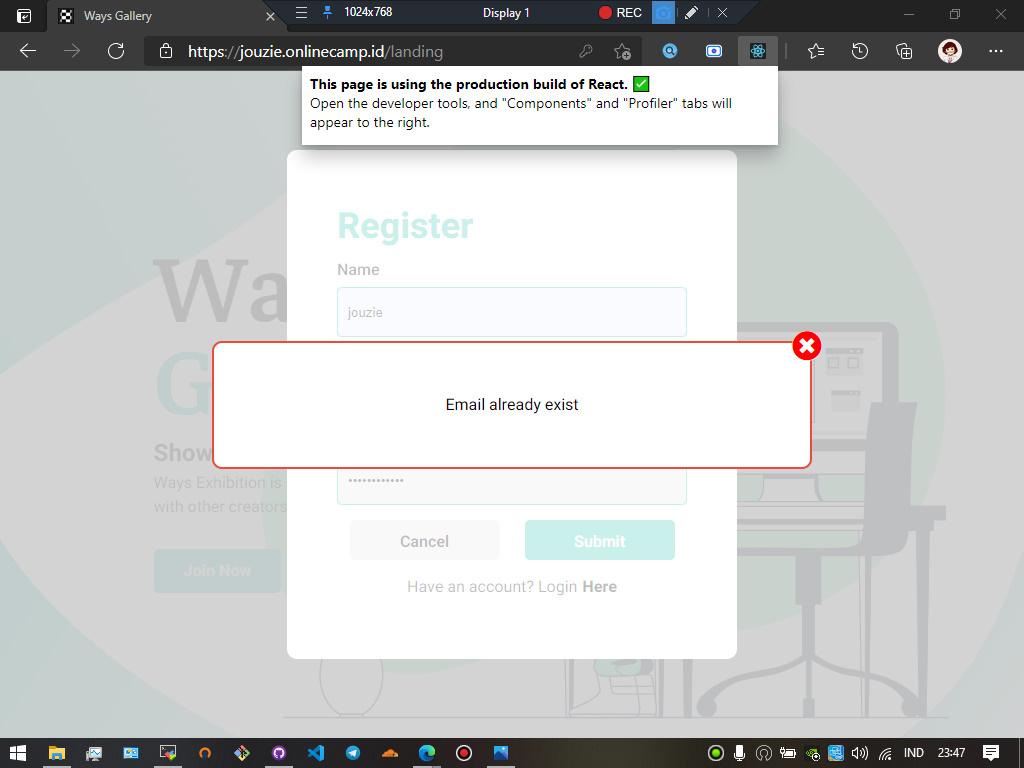 Ways Gallery
1024x768
Display 1
REC
https://jouzie.onlinecamp.id/landing
This page is using the production build of React. ✅
Open the developer tools, and "Components" and "Profiler" tabs will
appear to the right.
Register
Name
jouzie
Wa
G
Email already exist
Show
Ways Exhibition is
with other creators
••••••••••••
Cancel
Submit
Join Now
Have an account? Login Here
IND
23:47